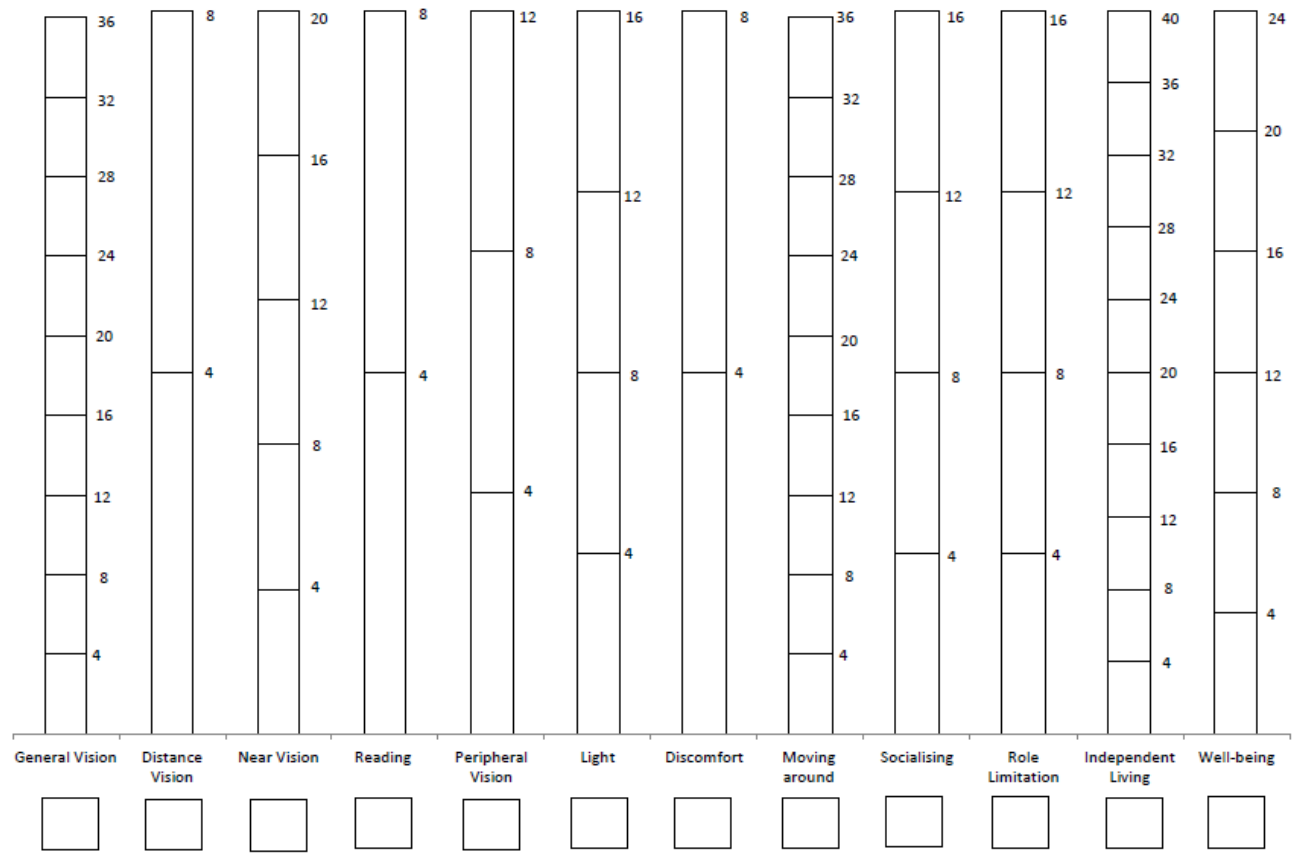 36 8 20 8 12 16 8 36 16 16 40 24
32 32 36
20
16 32
28 12 28 12 12 32
28
24 8 24 16
12 24
20 20
4 4 8 4 8 8 20 12
16 16
8 16
12 4 12 8
12
4 4 4
8 4 8 8
4
4 4 4
General Vision Distance Near Vision Reading Peripheral Light Discomfort Moving Socialising Role Independent Well-being
Vision Vision around Limitation Living